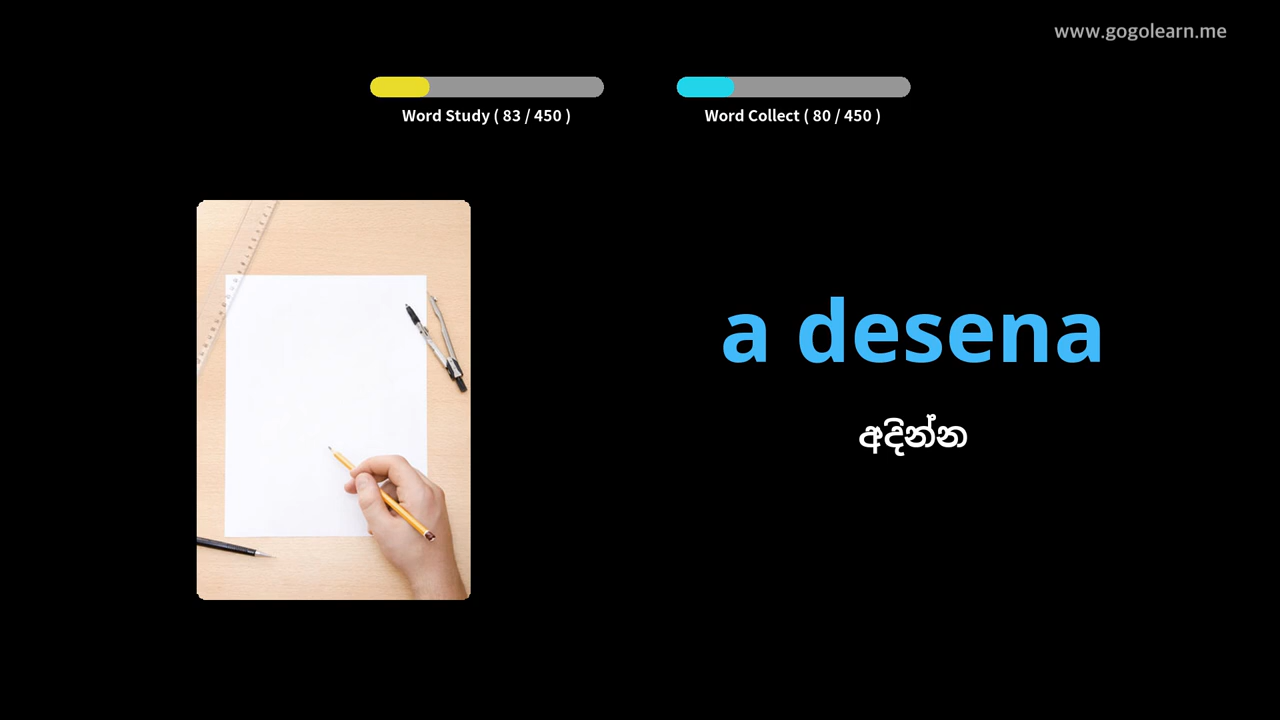 www.gogolearn.me
Word Study ( 83 / 450 )
Word Collect ( 80 / 450 )
a desena
අදින්න